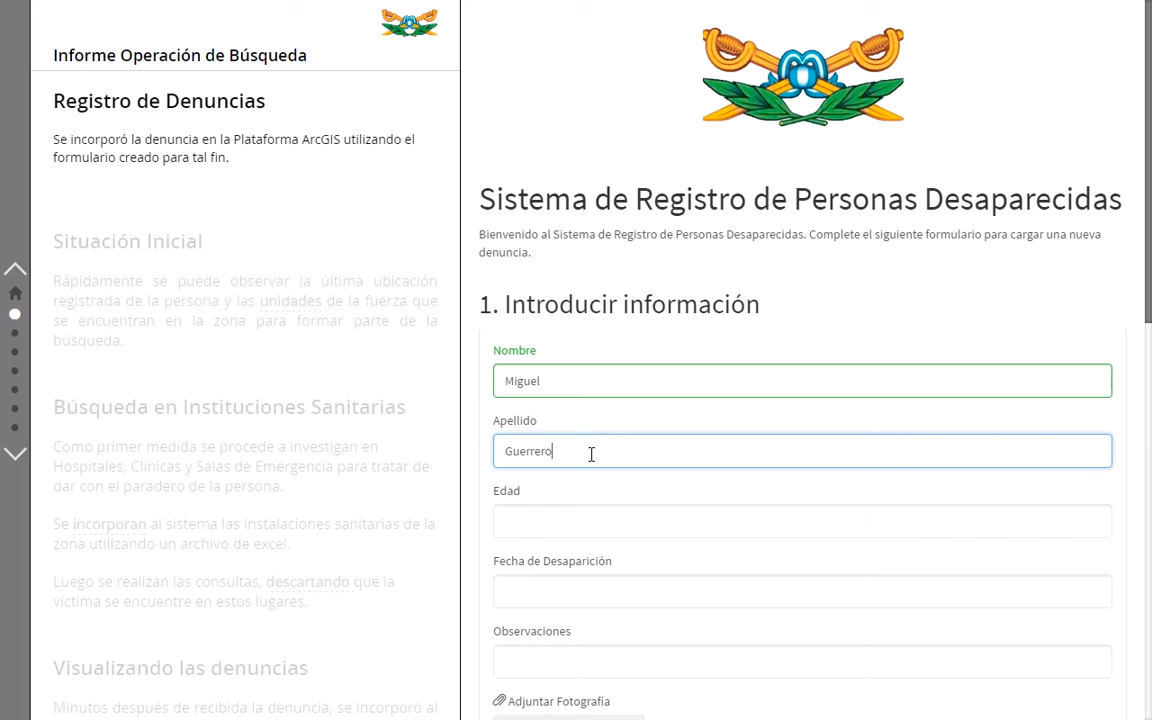 Informe Operación de Búsqueda
Registro de Denuncias
Se incorporó la denuncia en la Plataforma ArcGIS utilizando el
formulario creado para tal fin.
Situación Inicial
Rápidamente se puede observar la última ubicación
registrada de la persona y las unidades de la fuerza que
se encuentran en la zona para formar parte de la
búsqueda.
Búsqueda en Instituciones Sanitarias
Como primer medida se procede a investigan en
Hospitales, Clínicas y Salas de Emergencia para tratar de
dar con el paradero de la persona.
Se incorporan al sistema las instalaciones sanitarias de la
zona utilizando un archivo de excel.
Luego se realizan las consultas, descartando que la
víctima se encuentre en estos lugares.
Visualizando las denuncias
Minutos después de recibida la denuncia, se incorporó al
Sistema de Registro de Personas Desaparecidas
Bienvenido al Sistema de Registro de Personas Desaparecidas. Complete el siguiente formulario para cargar una nueva
denuncia.
1. Introducir información
Nombre
Miguel
Apellido
Guerrero
Edad
Fecha de Desaparición
Observaciones
Adjuntar Fotografía